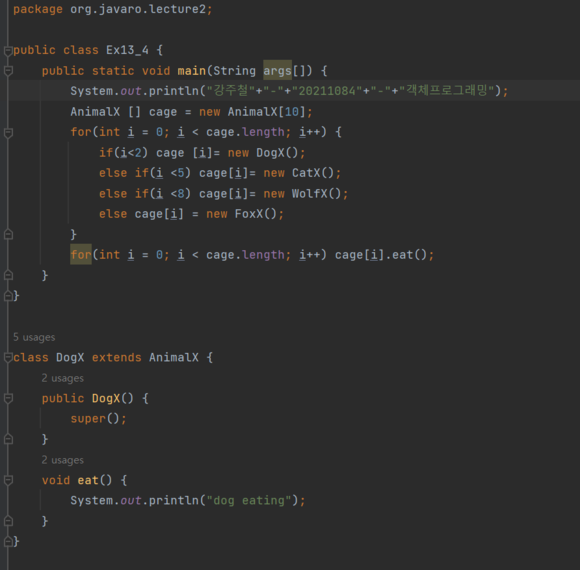 package org.javaro.lecture2;
public class Ex13_4 {
public static void main(String args[]) {
System.out.println("강주철"+"-"+"20211084"+"-"+"객제프로그래밍");
AnimalX [] cage = new AnimalX[10];
for(int i = 0; i < cage.length; i++) {
if(i<2) cage [i]= new DogX();
else if(i <5) cage[i]= new CatX();
else if(i <8) cage[i]= new WolfX();
else cage[i] = new FoxX();
}
for(int i = 0; i < cage.length; i++) cage[i].eat();
}
}
5 usages
class DogX extends AnimalX {
2 usages
public DogX() {
super();
}
2 usages
void eat() {
System.out.println("dog eating");
}
}